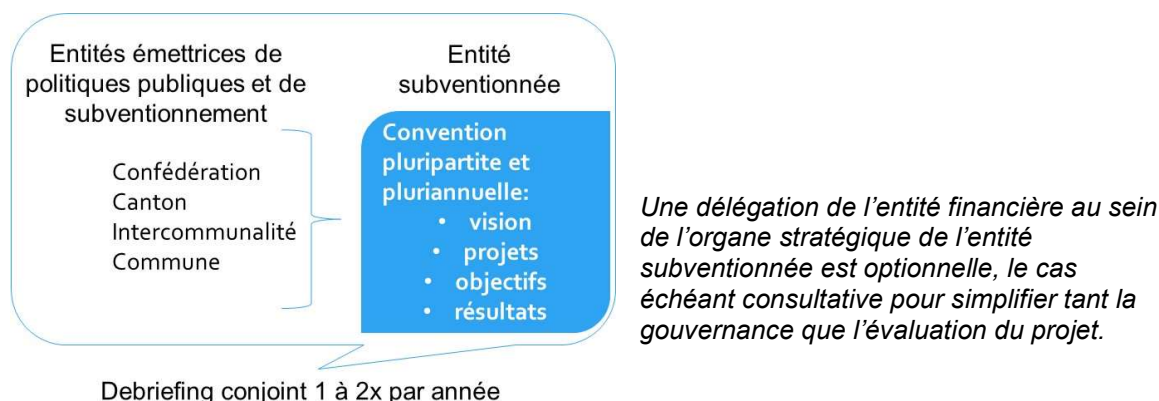 Entités émettrices de
politiques publiques et de
subventionnement
Confédération
Canton
Intercommunalité
Commune
Entité
subventionnée
Convention
pluripartite et
pluriannuelle:
• vision
• projets
• objectifs
• résultats
Une délégation de l’entité financière au sein
de l’organe stratégique de l’entité
subventionnée est optionnelle, le cas
échéant consultative pour simplifier tant la
gouvernance que l’évaluation du projet.
Debriefing conjoint 1 à 2x par année